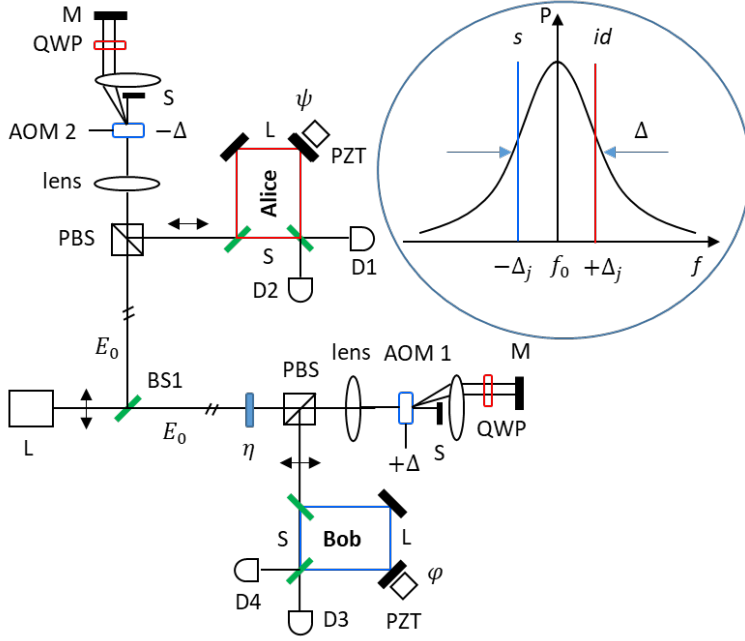 M
QWP
S
AOM 2
−Δ
lens
PBS
L
ψ
PZT
Alice
S
D1
D2
P
s
id
Δ
−Δⱼ
f₀
+Δⱼ
f
E₀
BS1
L
E₀
η
PBS
lens
AOM 1
M
QWP
S
+Δ
S
Bob
L
D4
D3
φ
PZT